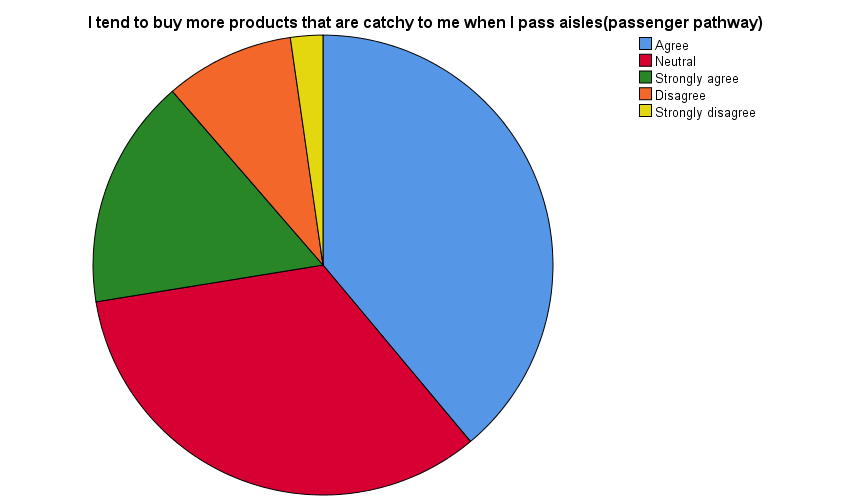 I tend to buy more products that are catchy to me when I pass aisles(passenger pathway)
Agree
Neutral
Strongly agree
Disagree
Strongly disagree